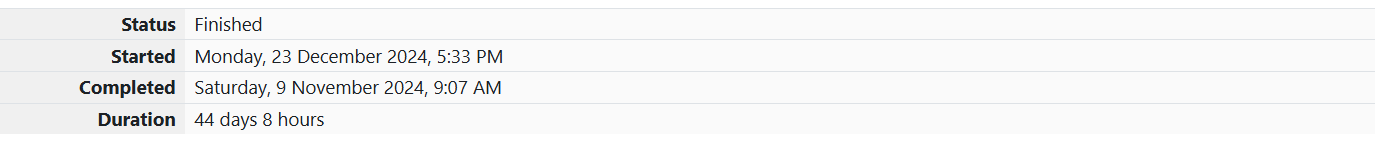 Status Finished
Started Monday, 23 December 2024, 5:33 PM
Completed Saturday, 9 November 2024, 9:07 AM
Duration 44 days 8 hours